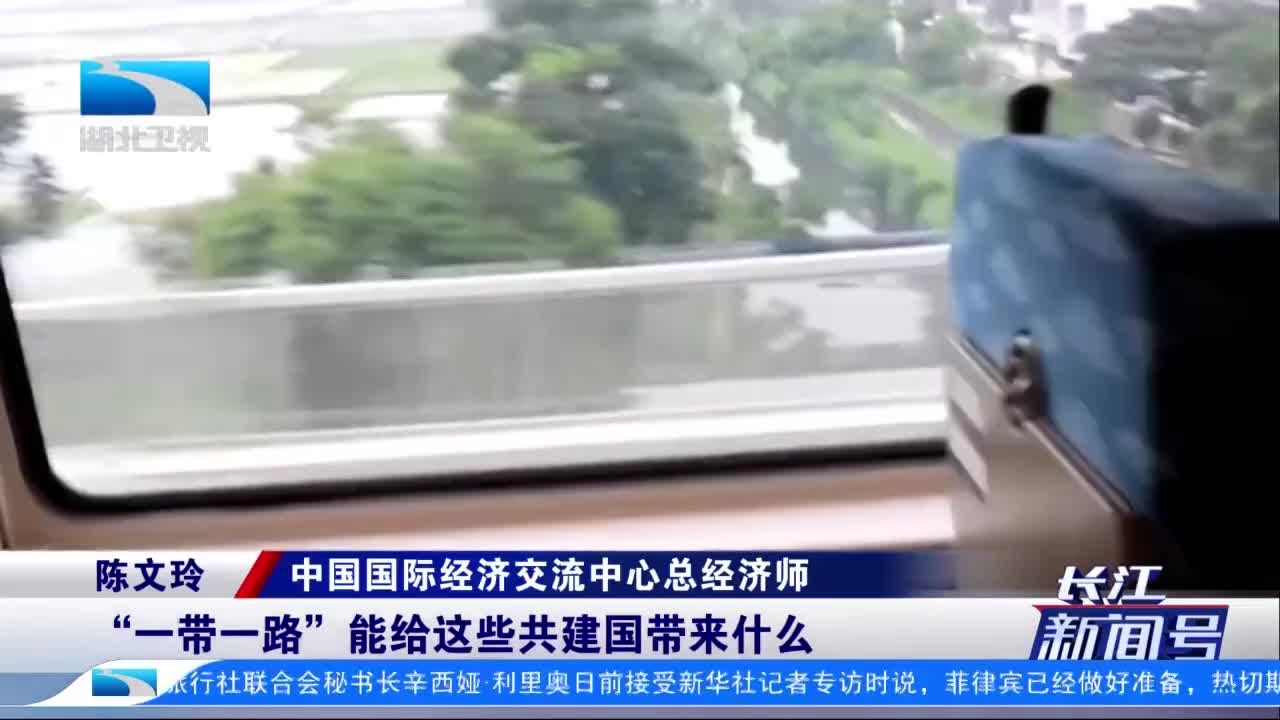 湖北卫视
陈文玲
中国国际经济交流中心总经济师
“一带一路”能给这些共建国带来什么
长江
新闻号
旅行社联合会秘书长辛西娅·利里奥日前接受新华社记者专访时说，菲律宾已经做好准备，热切期